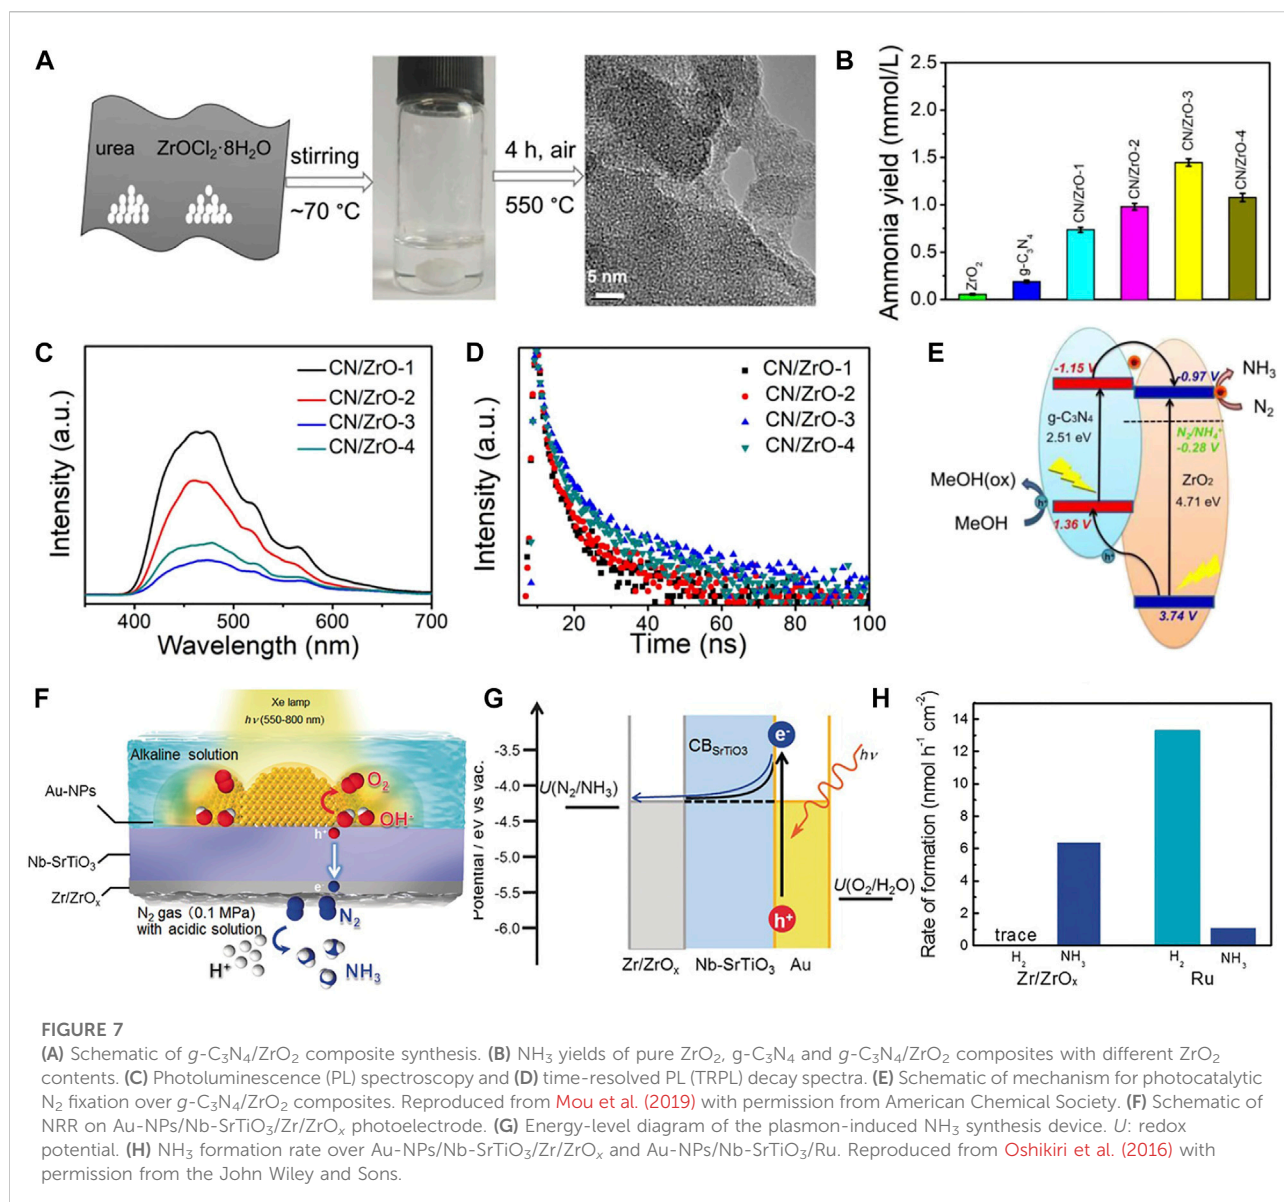 A
urea ZrOCl₂·8H₂O
stirring
~70 °C
4 h, air
550 °C
5 nm
B
Ammonia yield (mmol/L)
2.5
2.0
1.5
1.0
0.5
0.0
ZrO₂
g-C₃N₄
CN/ZrO-1
CN/ZrO-2
CN/ZrO-3
CN/ZrO-4
C
Intensity (a.u.)
CN/ZrO-1
CN/ZrO-2
CN/ZrO-3
CN/ZrO-4
400 500 600 700
Wavelength (nm)
D
Intensity (a.u.)
CN/ZrO-1
CN/ZrO-2
CN/ZrO-3
CN/ZrO-4
20 40 60 80 100
Time (ns)
E
-1.15 V
-0.97 V
NH₃
N₂
g-C₃N₄
2.51 eV
N₂/NH₄⁺
-0.28 V
ZrO₂
4.71 eV
MeOH(ox)
h⁺
MeOH
1.36 V
h⁺
3.74 V
F
Xe lamp
hν (550-800 nm)
Alkaline solution
Au-NPs
O₂
OH⁻
h⁺
Nb-SrTiO₃
e⁻
Zr/ZrOₓ
N₂ gas (0.1 MPa)
with acidic solution
N₂
H⁺
NH₃
G
Potential / eV vs vac.
-3.5
-4.0
-4.5
-5.0
-5.5
-6.0
U(N₂/NH₃)
CB SrTiO3
e⁻
hν
U(O₂/H₂O)
h⁺
Zr/ZrOₓ Nb-SrTiO₃ Au
H
Rate of formation (nmol h⁻¹ cm⁻²)
14
12
10
8
6
4
2
0
trace
H₂ NH₃ H₂ NH₃
Zr/ZrOₓ Ru
FIGURE 7
(A) Schematic of g-C₃N₄/ZrO₂ composite synthesis. (B) NH₃ yields of pure ZrO₂, g-C₃N₄ and g-C₃N₄/ZrO₂ composites with different ZrO₂
contents. (C) Photoluminescence (PL) spectroscopy and (D) time-resolved PL (TRPL) decay spectra. (E) Schematic of mechanism for photocatalytic
N₂ fixation over g-C₃N₄/ZrO₂ composites. Reproduced from Mou et al. (2019) with permission from American Chemical Society. (F) Schematic of
NRR on Au-NPs/Nb-SrTiO₃/Zr/ZrOₓ photoelectrode. (G) Energy-level diagram of the plasmon-induced NH₃ synthesis device. U: redox
potential. (H) NH₃ formation rate over Au-NPs/Nb-SrTiO₃/Zr/ZrOₓ and Au-NPs/Nb-SrTiO₃/Ru. Reproduced from Oshikiri et al. (2016) with
permission from the John Wiley and Sons.